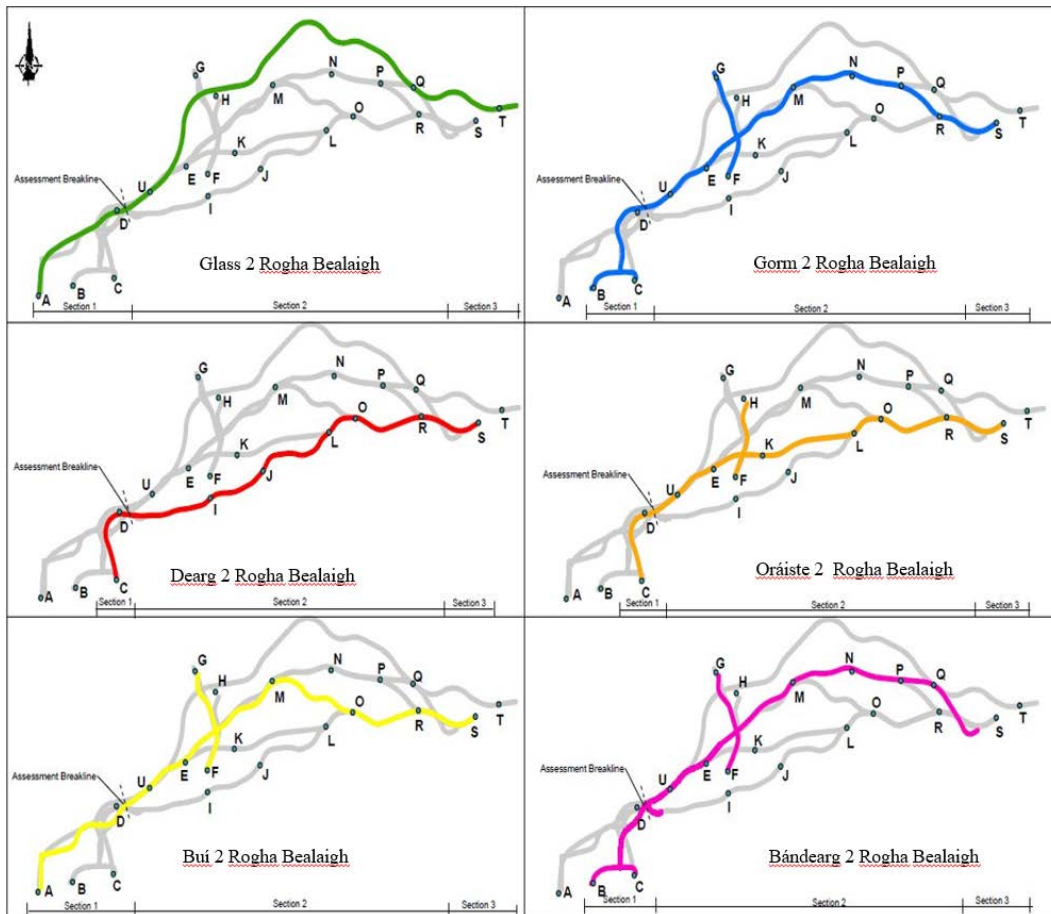 N
G P Q
H M
O T
R S
L
K
E F J
Assessment Breakline U
I
D
Glass 2 Rogha Bealaigh
A B C
Section 1 Section 2 Section 3
N
G P Q
H M
O T
R S
L
K
E F J
Assessment Breakline U
I
D
Gorm 2 Rogha Bealaigh
A B C
Section 1 Section 2 Section 3
N
G P Q
H M
O T
R S
L
K
E F J
Assessment Breakline U
I
D
Dearg 2 Rogha Bealaigh
A B C
Section 1 Section 2 Section 3
N
G P Q
H M
O T
R S
L
K
E F J
Assessment Breakline U
I
D
Oráiste 2 Rogha Bealaigh
A B C
Section 1 Section 2 Section 3
N
G P Q
H M
O T
R S
L
K
E F J
Assessment Breakline U
I
D
Buí 2 Rogha Bealaigh
A B C
Section 1 Section 2 Section 3
N
G P Q
H M
O T
R S
L
K
E F J
Assessment Breakline U
I
D
Bándearg 2 Rogha Bealaigh
A B C
Section 1 Section 2 Section 3